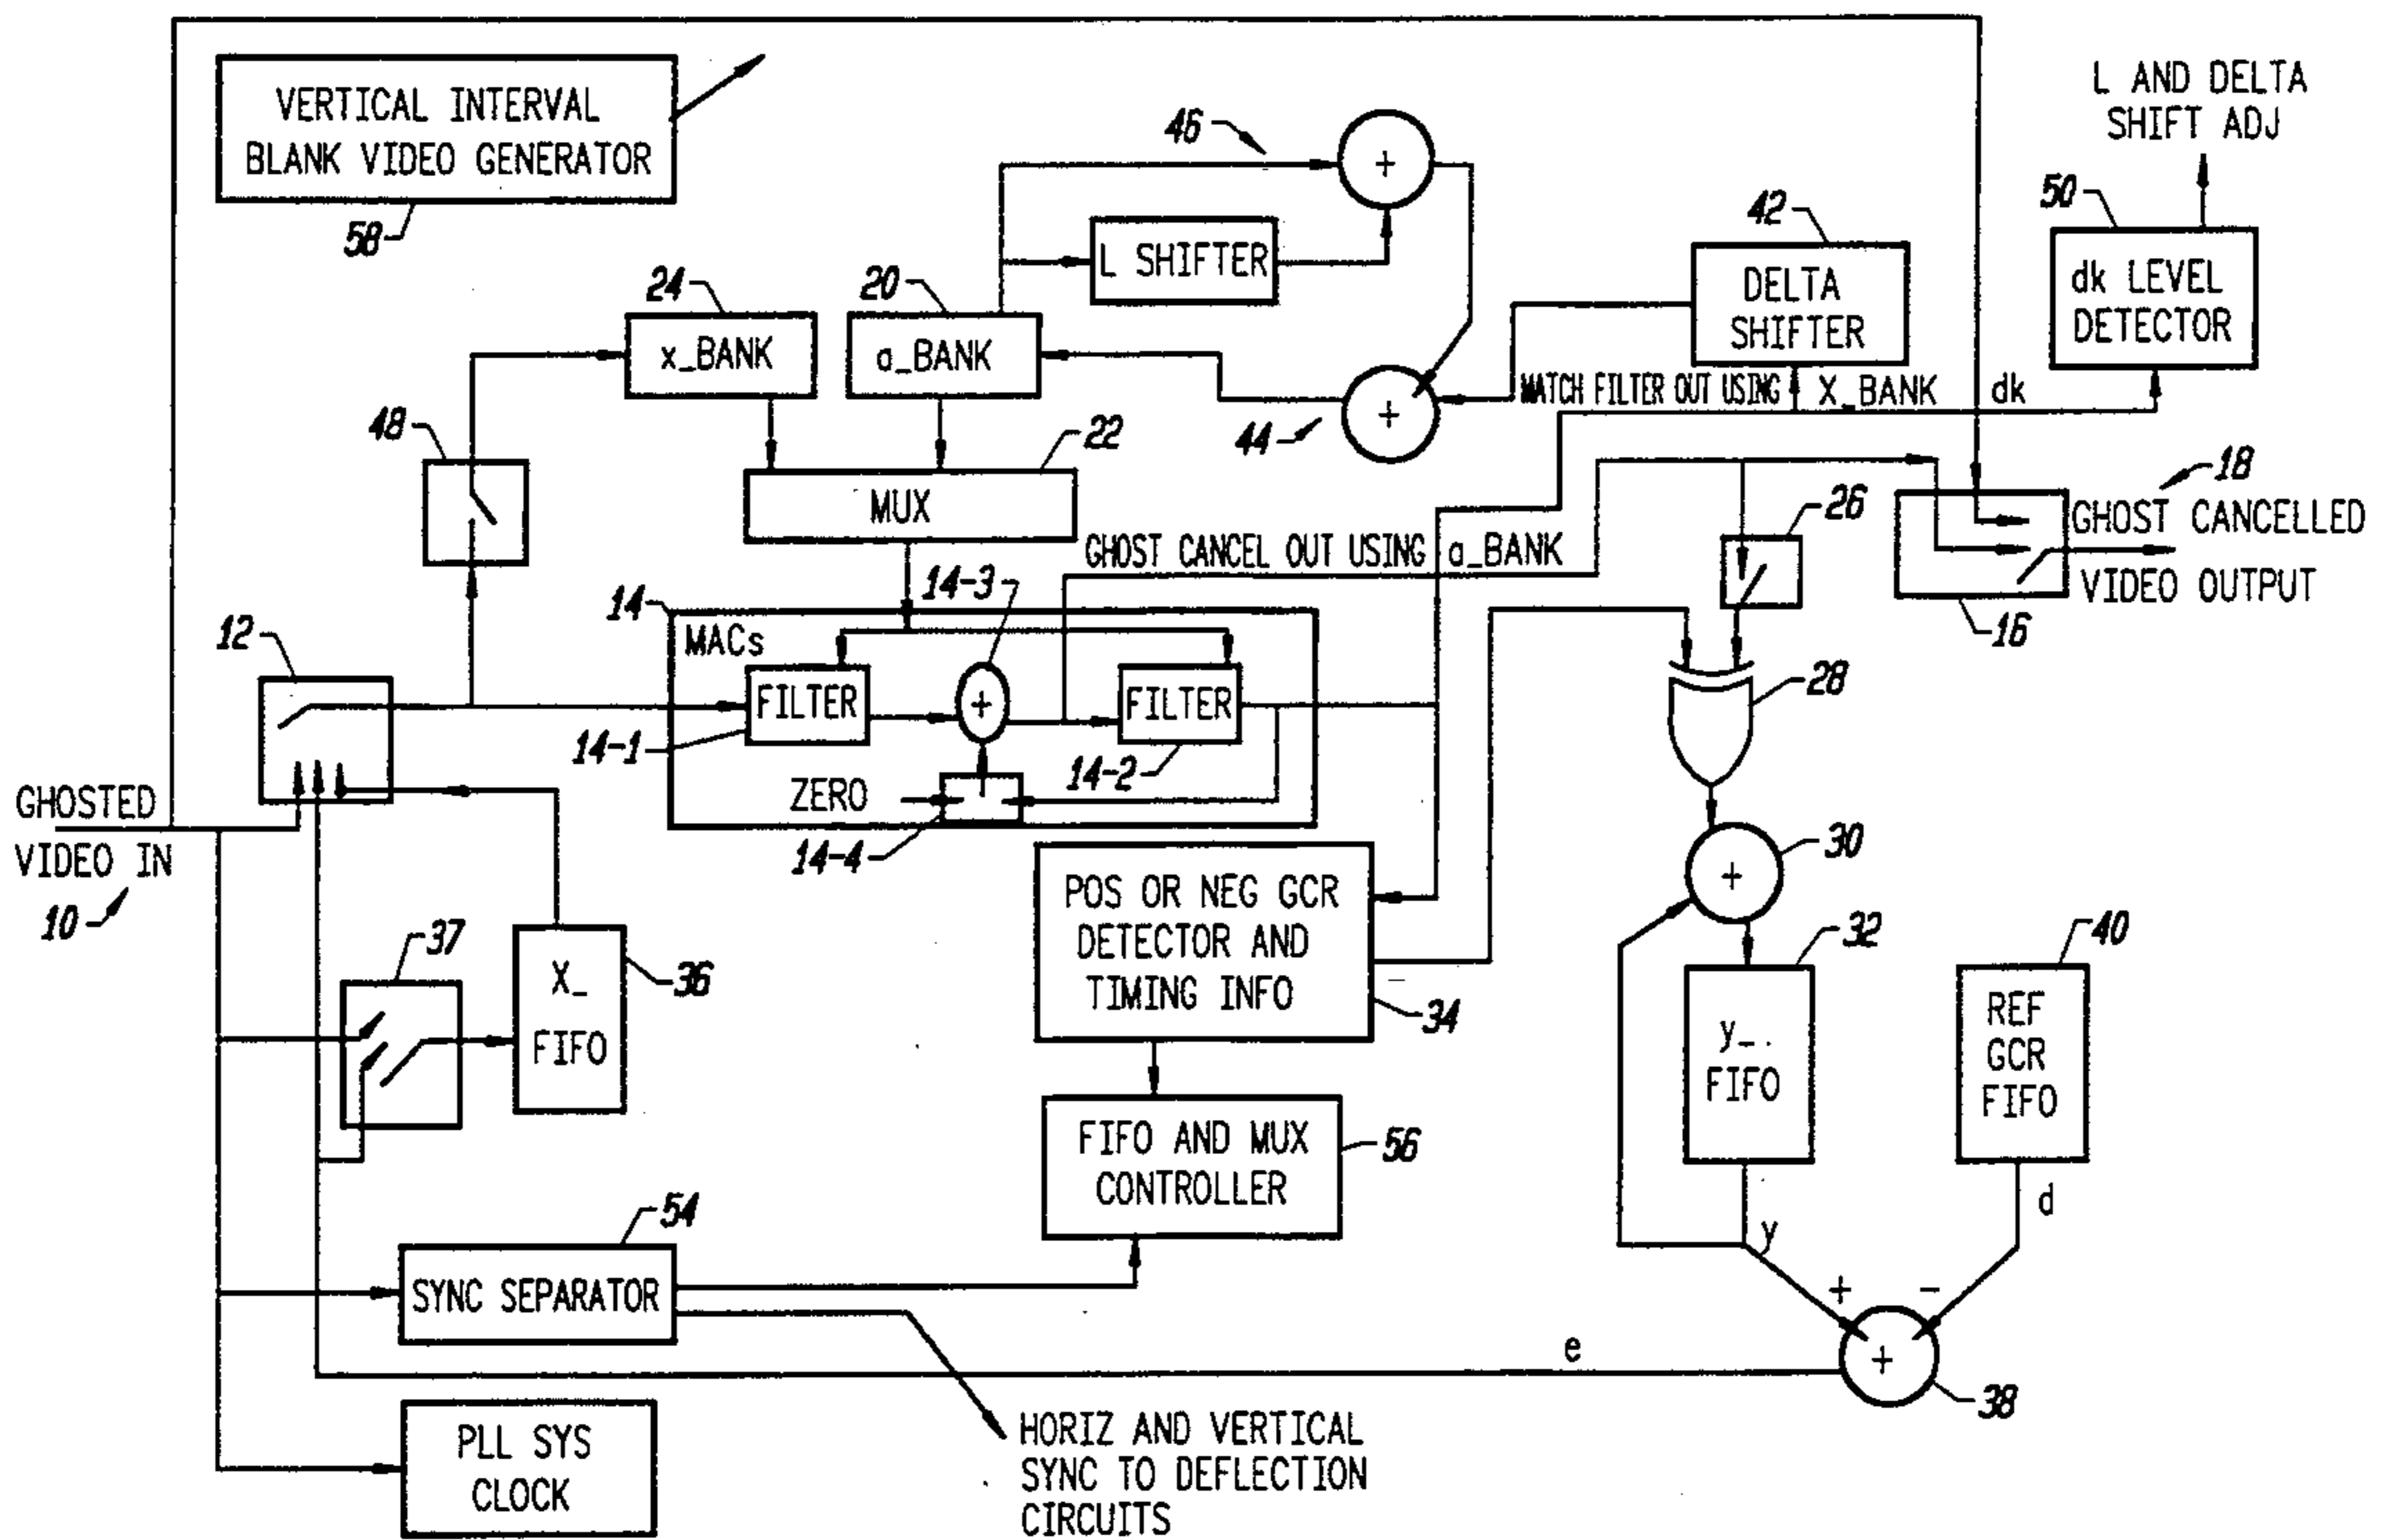 VERTICAL INTERVAL
BLANK VIDEO GENERATOR
58
46
+
L SHIFTER
42
DELTA
SHIFTER
L AND DELTA
SHIFT ADJ
50
dk LEVEL
DETECTOR
24
x_BANK
20
a_BANK
44
+
MATCH FILTER OUT USING X_BANK dk
48
22
MUX
GHOST CANCEL OUT USING a_BANK
26
18
GHOST CANCELLED
VIDEO OUTPUT
16
12
14
MACs
14-3
FILTER
+
FILTER
14-1
14-2
ZERO
14-4
28
GHOSTED
VIDEO IN
10
37
X_
FIFO
36
POS OR NEG GCR
DETECTOR AND
TIMING INFO
34
30
+
32
y_.
FIFO
40
REF
GCR
FIFO
FIFO AND MUX
CONTROLLER
56
54
SYNC SEPARATOR
y
d
+
-
+
38
e
PLL SYS
CLOCK
HORIZ AND VERTICAL
SYNC TO DEFLECTION
CIRCUITS